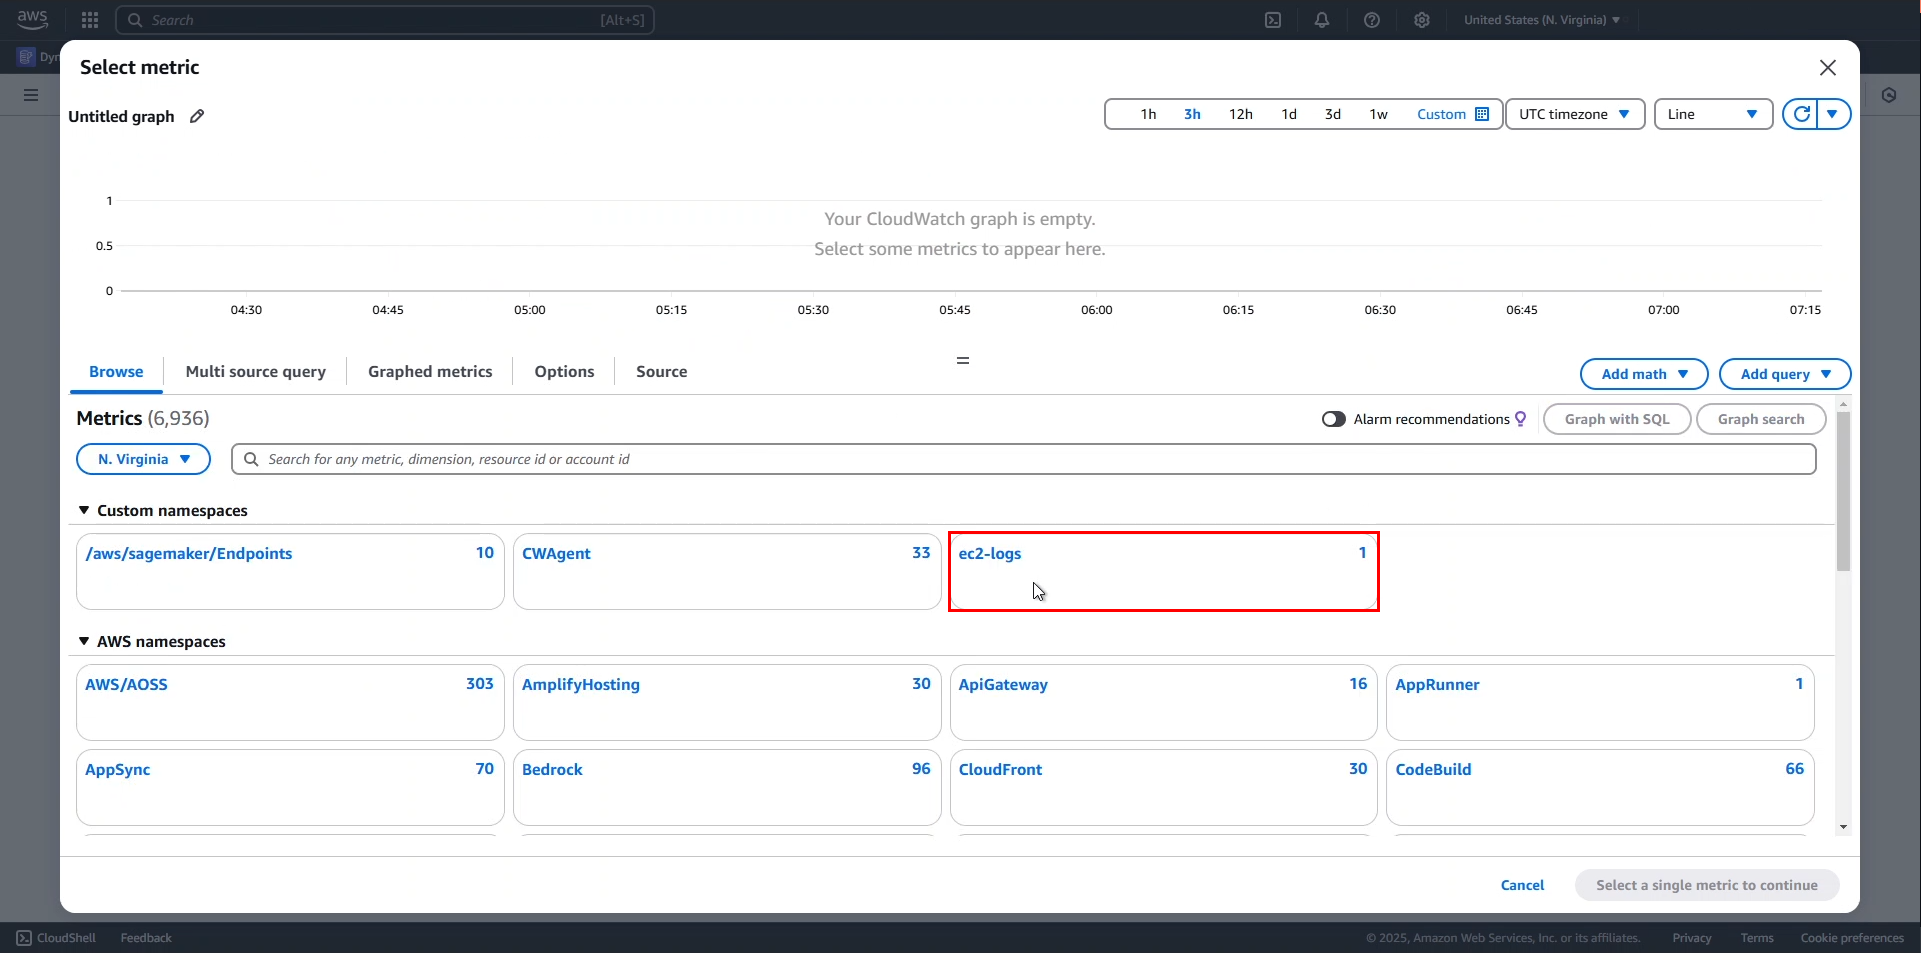 aws
Search [Alt+S]
United States (N. Virginia)
Dyn
Select metric
Untitled graph
1h 3h 12h 1d 3d 1w Custom UTC timezone Line
1
Your CloudWatch graph is empty.
0.5
Select some metrics to appear here.
0
04:30 04:45 05:00 05:15 05:30 05:45 06:00 06:15 06:30 06:45 07:00 07:15
Browse Multi source query Graphed metrics Options Source Add math Add query
Metrics (6,936) Alarm recommendations Graph with SQL Graph search
N. Virginia Search for any metric, dimension, resource id or account id
Custom namespaces
/aws/sagemaker/Endpoints 10 CWAgent 33 ec2-logs 1
AWS namespaces
AWS/AOSS 303 AmplifyHosting 30 ApiGateway 16 AppRunner 1
AppSync 70 Bedrock 96 CloudFront 30 CodeBuild 66
Cancel Select a single metric to continue
CloudShell Feedback © 2025, Amazon Web Services, Inc. or its affiliates. Privacy Terms Cookie preferences